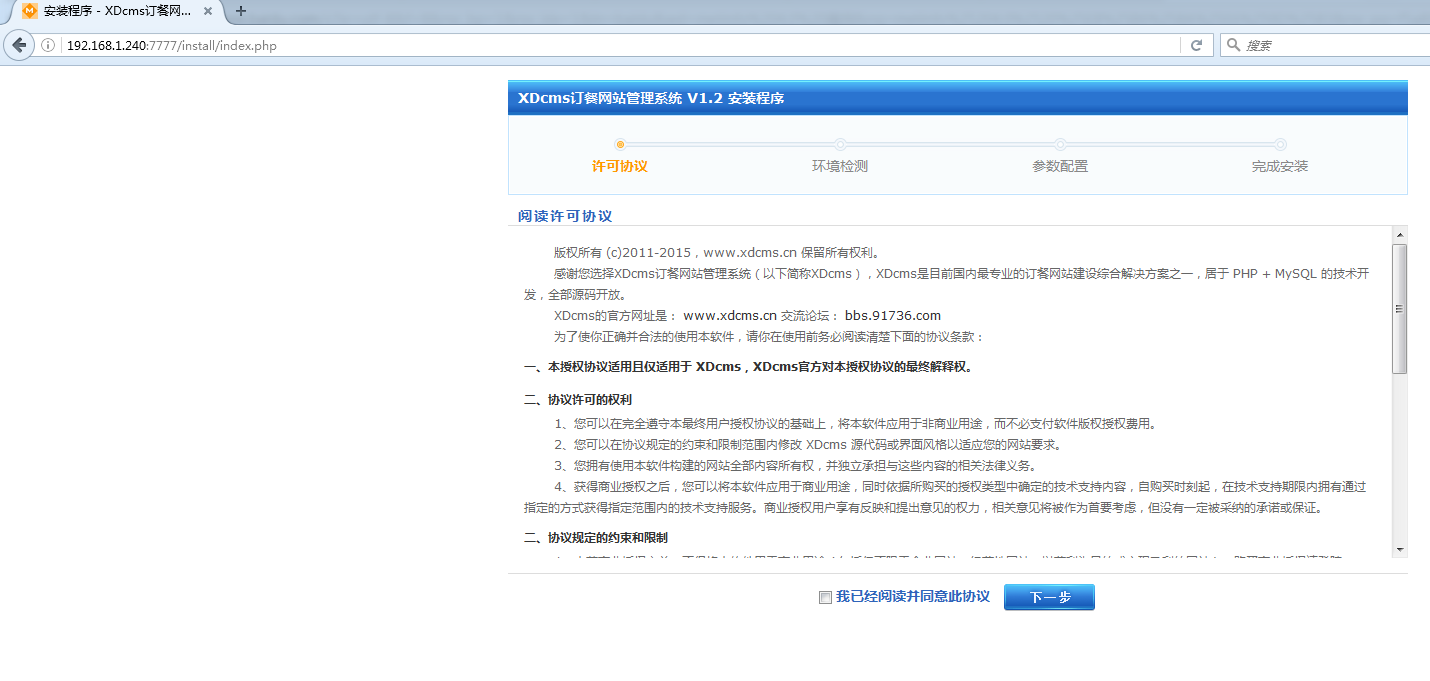 安装程序 - XDcms订餐网...
192.168.1.240:7777/install/index.php
搜索
XDcms订餐网站管理系统 V1.2 安装程序
许可协议 环境检测 参数配置 完成安装
阅读许可协议
版权所有 (c)2011-2015，www.xdcms.cn 保留所有权利。
感谢您选择XDcms订餐网站管理系统（以下简称XDcms），XDcms是目前国内最专业的订餐网站建设综合解决方案之一，居于 PHP + MySQL 的技术开
发，全部源码开放。
XDcms的官方网址是： www.xdcms.cn 交流论坛： bbs.91736.com
为了使你正确并合法的使用本软件，请你在使用前务必阅读清楚下面的协议条款：
一、本授权协议适用且仅适用于 XDcms，XDcms官方对本授权协议的最终解释权。
二、协议许可的权利
1、您可以在完全遵守本最终用户授权协议的基础上，将本软件应用于非商业用途，而不必支付软件版权授权费用。
2、您可以在协议规定的约束和限制范围内修改 XDcms 源代码或界面风格以适应您的网站要求。
3、您拥有使用本软件构建的网站全部内容所有权，并独立承担与这些内容的相关法律义务。
4、获得商业授权之后，您可以将本软件应用于商业用途，同时依据所购买的授权类型中确定的技术支持内容，自购买时刻起，在技术支持期限内拥有通过
指定的方式获得指定范围内的技术支持服务。商业授权用户享有反映和提出意见的权力，相关意见将被作为首要考虑，但没有一定被采纳的承诺或保证。
二、协议规定的约束和限制
我已经阅读并同意此协议 下一步